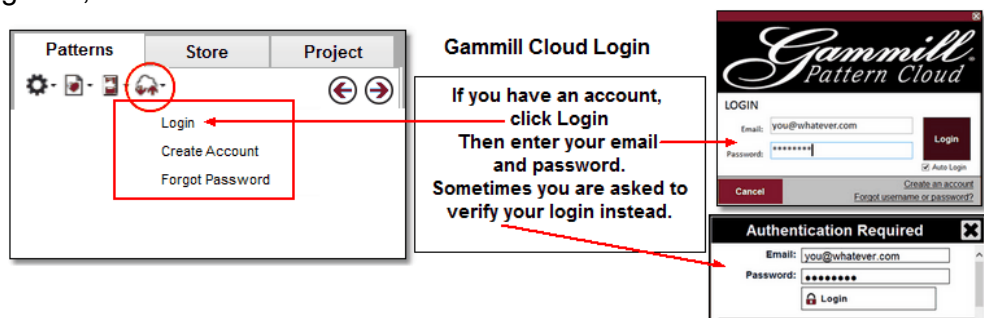 Patterns Store Project
Login
Create Account
Forgot Password
Gammill Cloud Login
If you have an account,
click Login
Then enter your email
and password.
Sometimes you are asked to
verify your login instead.
Gammill.
Pattern Cloud
LOGIN
Email: you@whatever.com
Password: ********
Login
Auto Login
Cancel
Create an account
Forgot username or password?
Authentication Required
Email: you@whatever.com
Password: ••••••••
Login